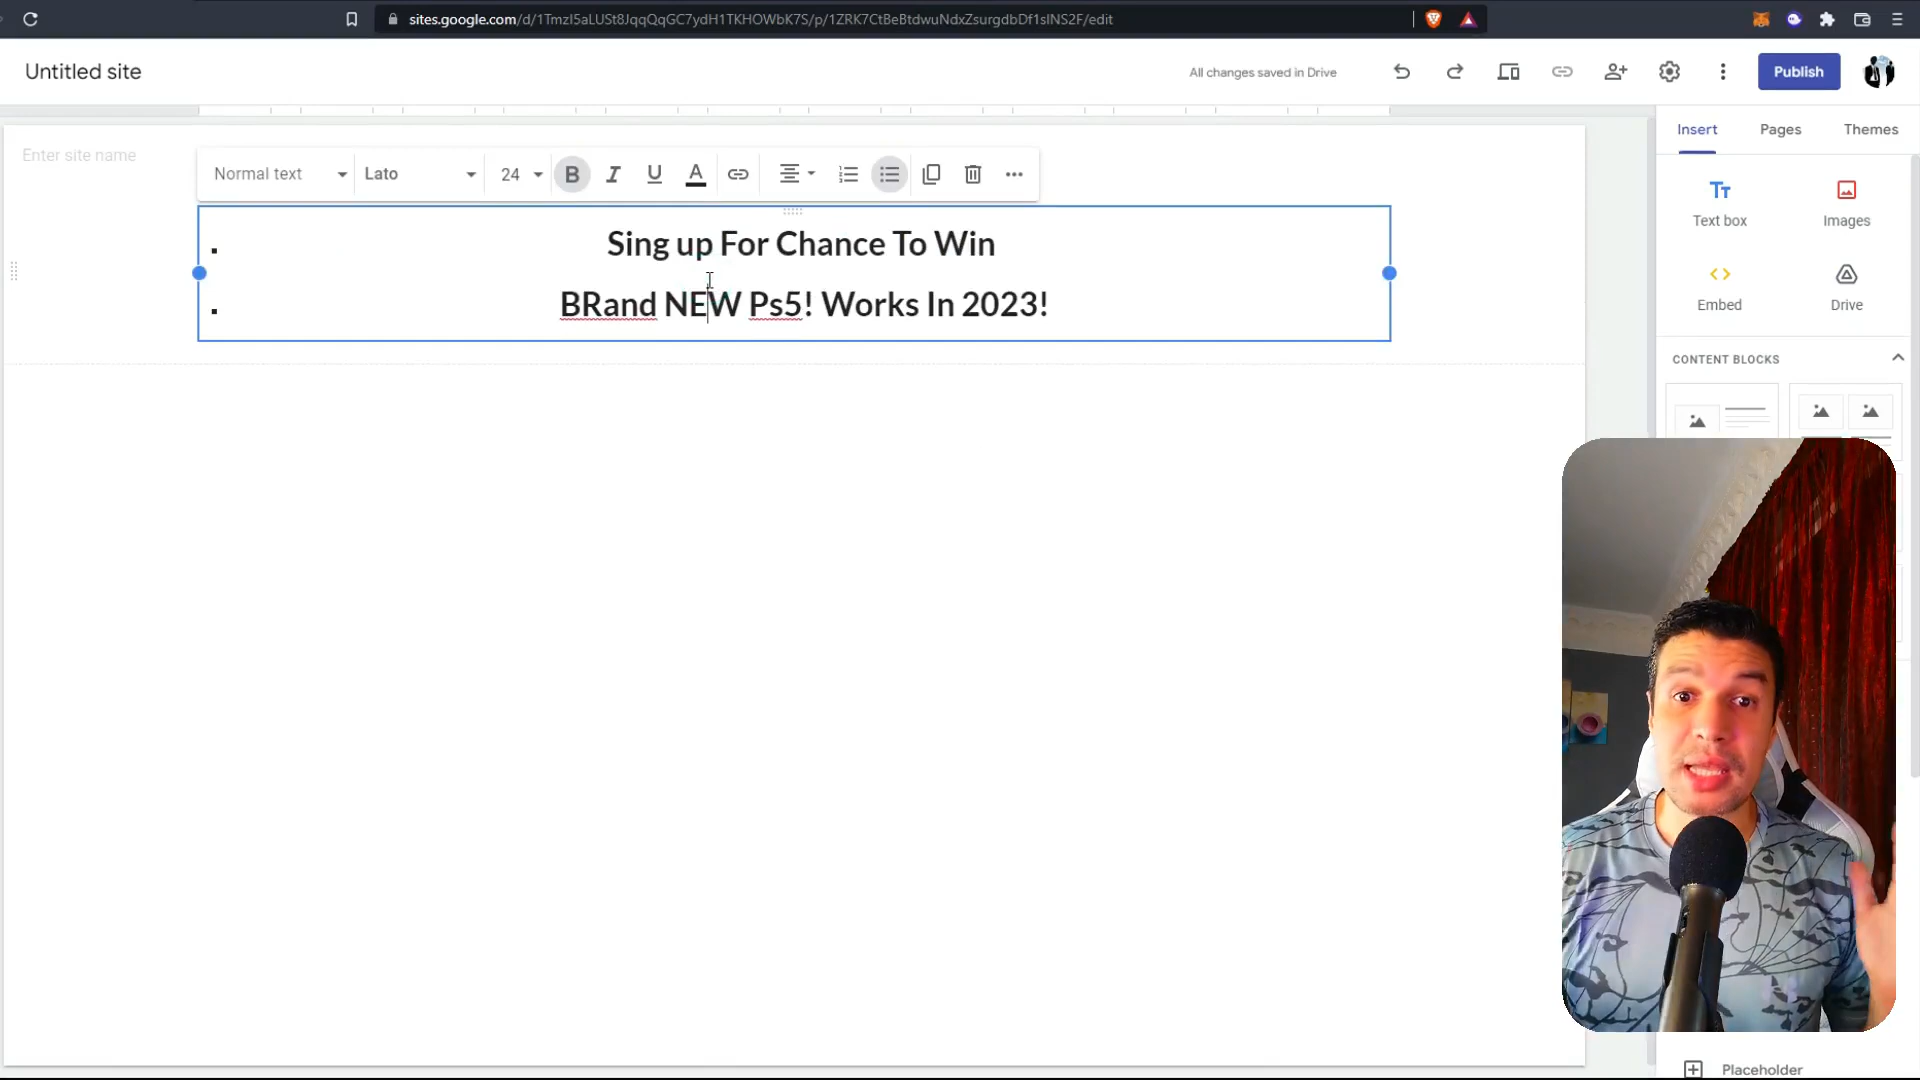 sites.google.com/d/1TmzI5aLUSt8JqqQqGC7ydH1TKHOWbK7S/p/1ZRK7CtBeBtdwuNdxZsurgdbDf1slNS2F/edit
Untitled site
All changes saved in Drive
Publish
Insert
Pages
Themes
Enter site name
Normal text
Lato
24
Text box
Images
Sing up For Chance To Win
BRand NEW Ps5! Works In 2023!
Embed
Drive
CONTENT BLOCKS
Placeholder